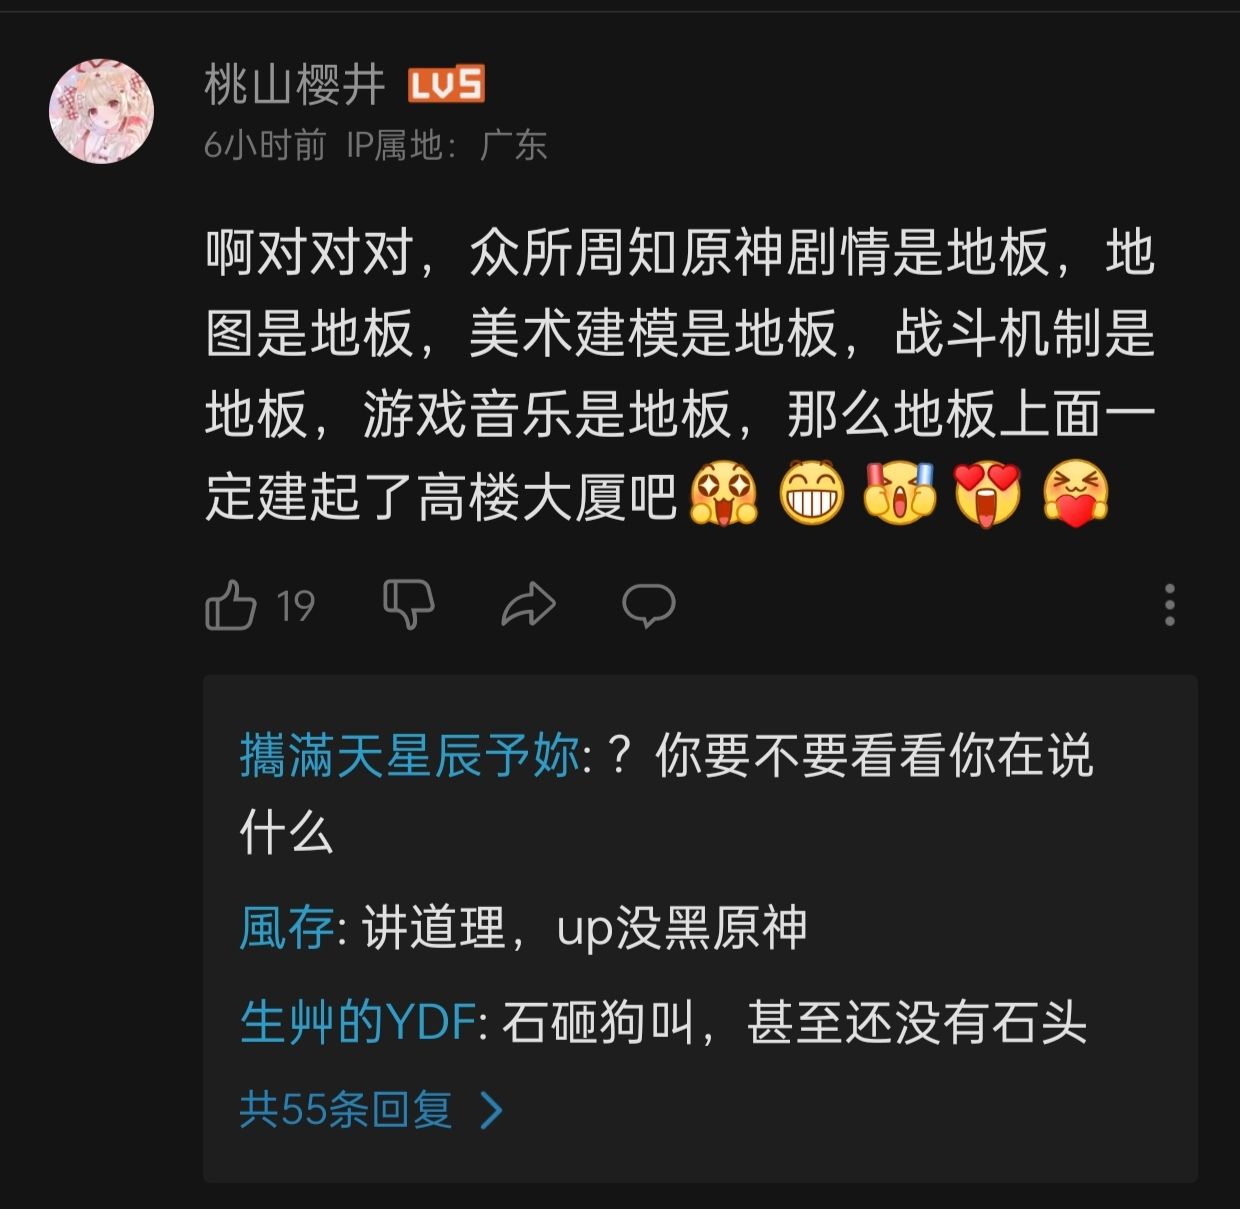 桃山樱井 LV5
6小时前 IP属地：广东
啊对对对，众所周知原神剧情是地板，地
图是地板，美术建模是地板，战斗机制是
地板，游戏音乐是地板，那么地板上面一
定建起了高楼大厦吧
19
攜滿天星辰予妳:？你要不要看看你在说
什么
風存: 讲道理，up没黑原神
生艸的YDF: 石砸狗叫，甚至还没有石头
共55条回复